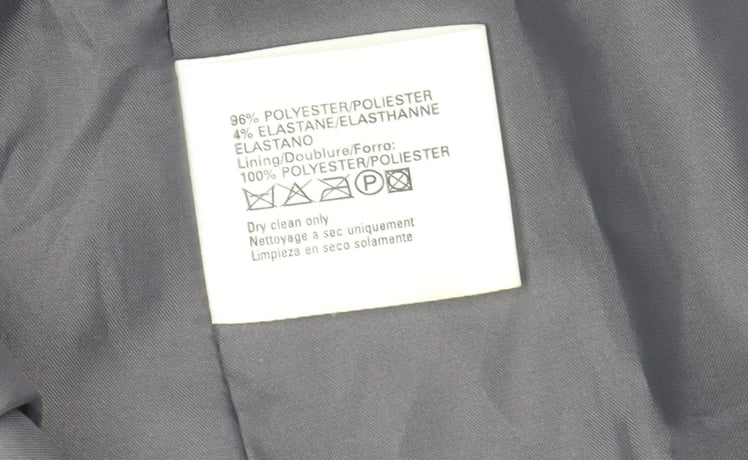 96% POLYESTER/POLIESTER
4% ELASTANE/ELASTHANNE
ELASTANO
Lining/Doublure/Forro:
100% POLYESTER/POLIESTER
P
Dry clean only
Nettoyage a sec uniquement
Limpieza en seco solamente